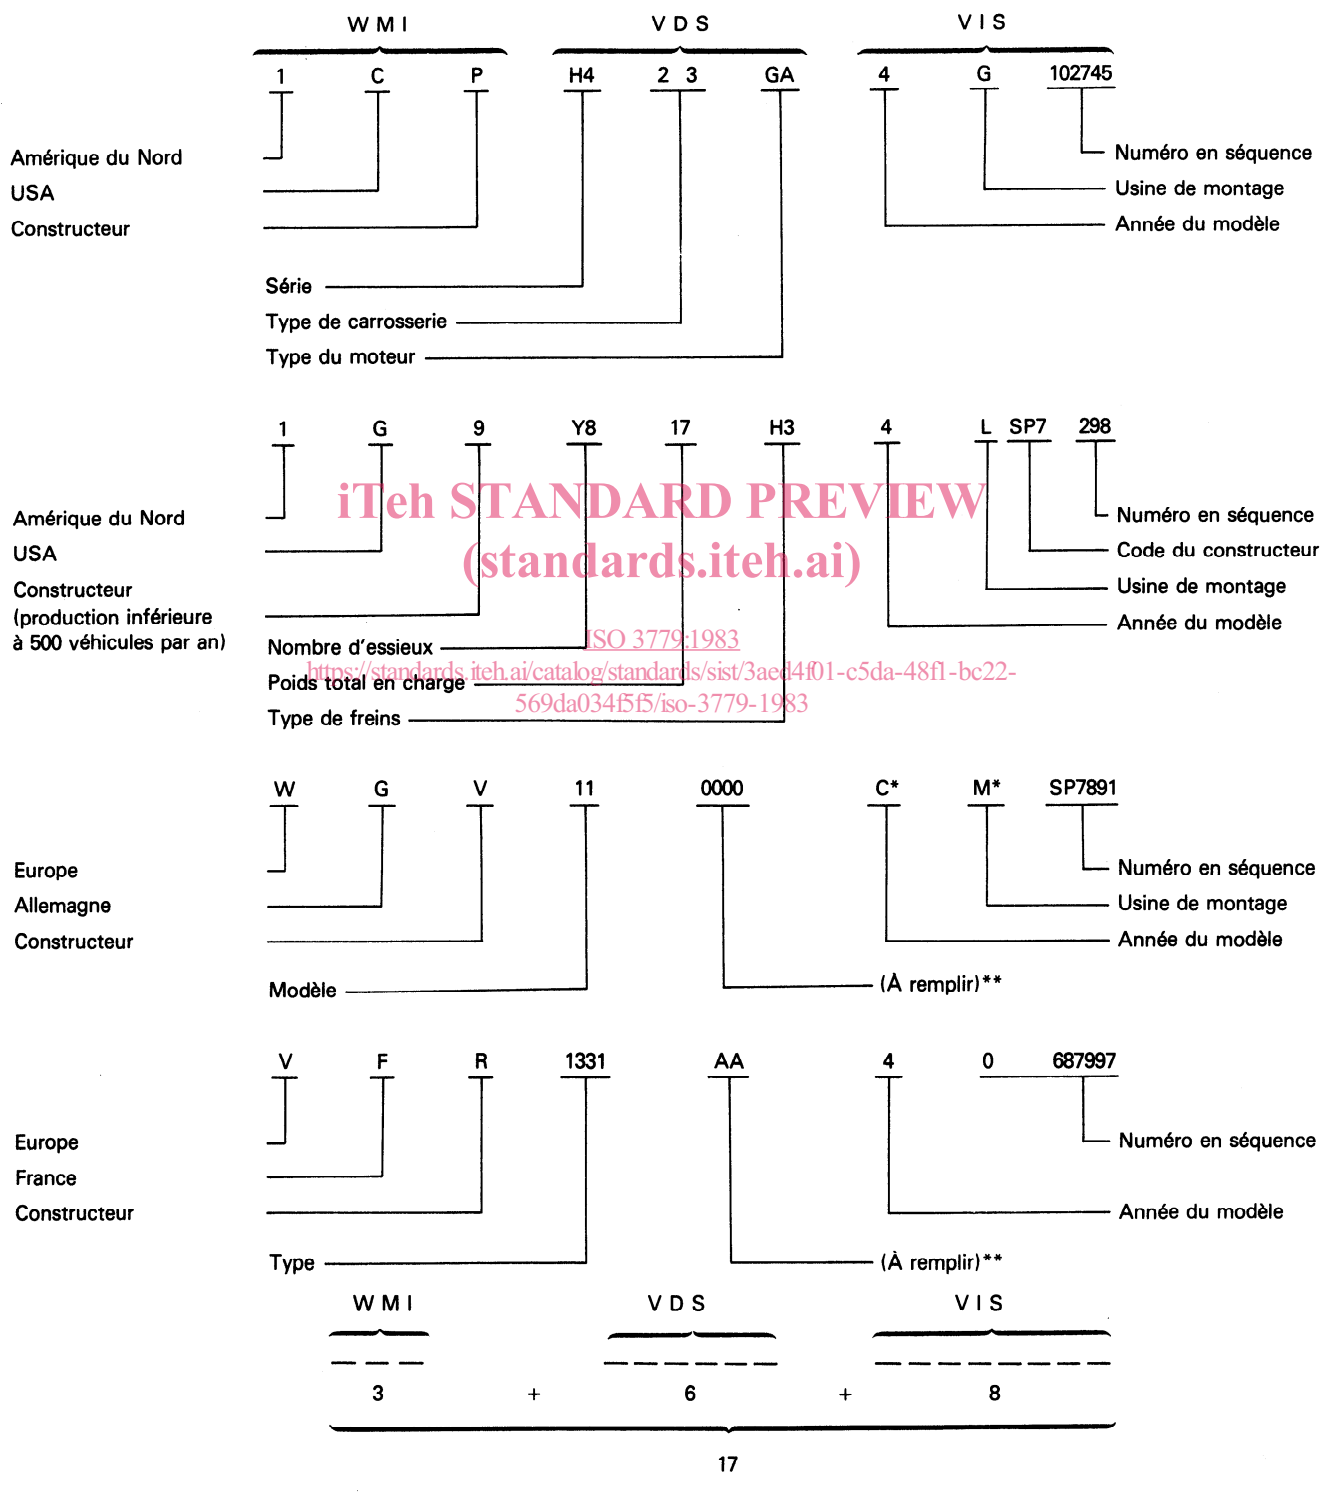 W M I V D S V I S
1 C P H4 2 3 GA 4 G 102745
Amérique du Nord Numéro en séquence
USA Usine de montage
Constructeur Année du modèle
Série
Type de carrosserie
Type du moteur
1 G 9 Y8 17 H3 4 L SP7 298
iTeh STANDARD PREVIEW
Amérique du Nord Numéro en séquence
USA Code du constructeur
(standards.iteh.ai)
Constructeur Usine de montage
(production inférieure Année du modèle
à 500 véhicules par an)
Nombre d'essieux ISO 3779:1983
https://standards.iteh.ai/catalog/standards/sist/3aed4f01-c5da-48f1-bc22-
Poids total en charge
569da034f5f5/iso-3779-1983
Type de freins
W G V 11 0000 C* M* SP7891
Europe Numéro en séquence
Allemagne Usine de montage
Constructeur Année du modèle
Modèle (À remplir)**
V F R 1331 AA 4 0 687997
Europe Numéro en séquence
France
Constructeur Année du modèle
Type (À remplir)**
W M I V D S V I S
3 + 6 + 8
17